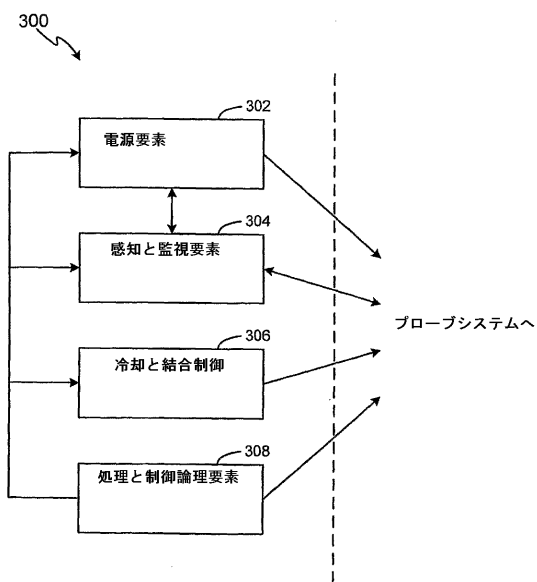 300
302
電源要素
304
感知と監視要素
プローブシステムへ
306
冷却と結合制御
308
処理と制御論理要素